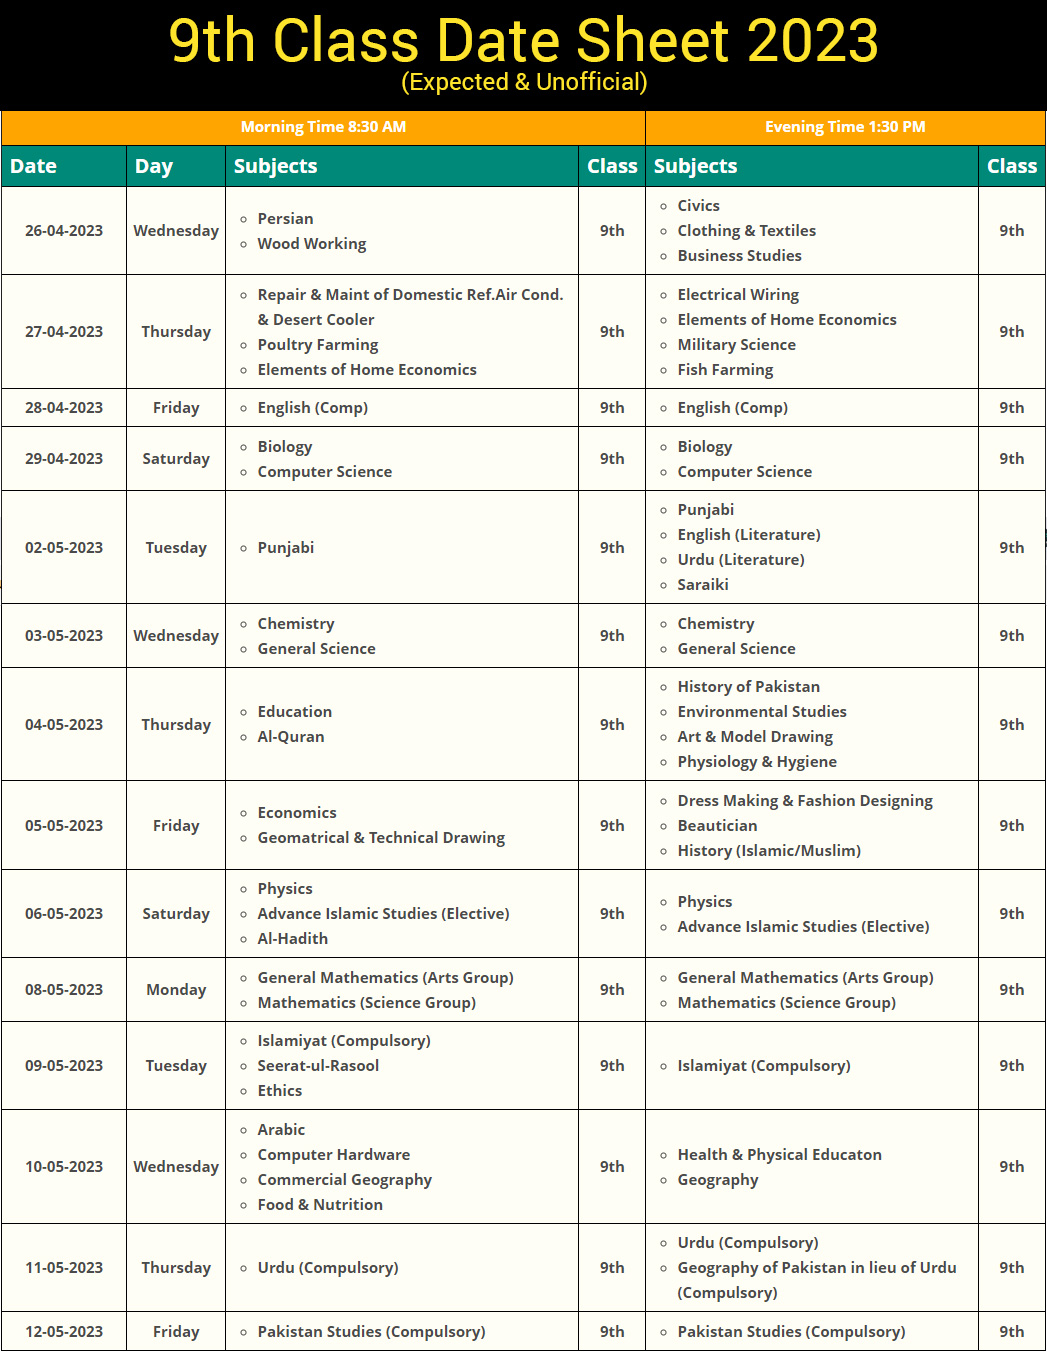 9th Class Date Sheet 2023
(Expected & Unofficial)
Morning Time 8:30 AM
Evening Time 1:30 PM
Date Day Subjects Class Subjects Class
26-04-2023 Wednesday
Persian
Wood Working
9th
Civics
Clothing & Textiles
Business Studies
9th
27-04-2023 Thursday
Repair & Maint of Domestic Ref.Air Cond.
& Desert Cooler
Poultry Farming
Elements of Home Economics
9th
Electrical Wiring
Elements of Home Economics
Military Science
Fish Farming
9th
28-04-2023 Friday
English (Comp)
9th
English (Comp)
9th
29-04-2023 Saturday
Biology
Computer Science
9th
Biology
Computer Science
9th
02-05-2023 Tuesday
Punjabi
9th
Punjabi
English (Literature)
Urdu (Literature)
Saraiki
9th
03-05-2023 Wednesday
Chemistry
General Science
9th
Chemistry
General Science
9th
04-05-2023 Thursday
Education
Al-Quran
9th
History of Pakistan
Environmental Studies
Art & Model Drawing
Physiology & Hygiene
9th
05-05-2023 Friday
Economics
Geomatrical & Technical Drawing
9th
Dress Making & Fashion Designing
Beautician
History (Islamic/Muslim)
9th
06-05-2023 Saturday
Physics
Advance Islamic Studies (Elective)
Al-Hadith
9th
Physics
Advance Islamic Studies (Elective)
9th
08-05-2023 Monday
General Mathematics (Arts Group)
Mathematics (Science Group)
9th
General Mathematics (Arts Group)
Mathematics (Science Group)
9th
09-05-2023 Tuesday
Islamiyat (Compulsory)
Seerat-ul-Rasool
Ethics
9th
Islamiyat (Compulsory)
9th
10-05-2023 Wednesday
Arabic
Computer Hardware
Commercial Geography
Food & Nutrition
9th
Health & Physical Educaton
Geography
9th
11-05-2023 Thursday
Urdu (Compulsory)
9th
Urdu (Compulsory)
Geography of Pakistan in lieu of Urdu
(Compulsory)
9th
12-05-2023 Friday
Pakistan Studies (Compulsory)
9th
Pakistan Studies (Compulsory)
9th